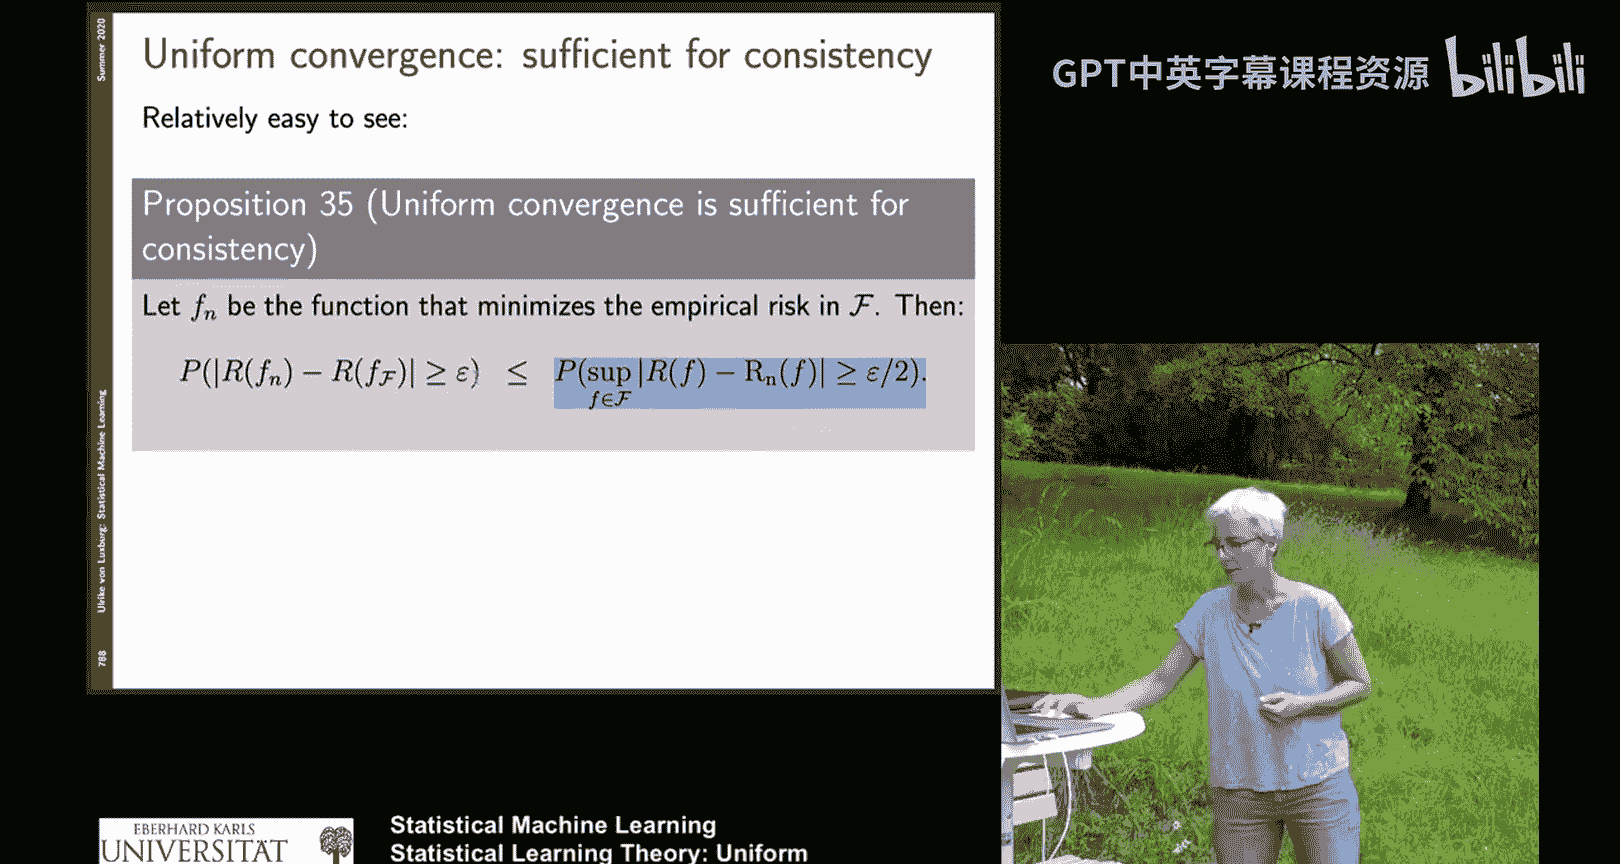 Summer 2020
Uniform convergence: sufficient for consistency
Relatively easy to see:
Proposition 35 (Uniform convergence is sufficient for
consistency)
Let fₙ be the function that minimizes the empirical risk in ℱ. Then:
P(|R(fₙ) − R(f_ℱ)| ≥ ε) ≤ P(sup_{f∈ℱ} |R(f) − Rₙ(f)| ≥ ε/2).
Ulrike von Luxburg: Statistical Machine Learning
788
GPT中英字幕课程资源 bilibili
EBERHARD KARLS
UNIVERSITÄT
Statistical Machine Learning
Statistical Learning Theory: Uniform